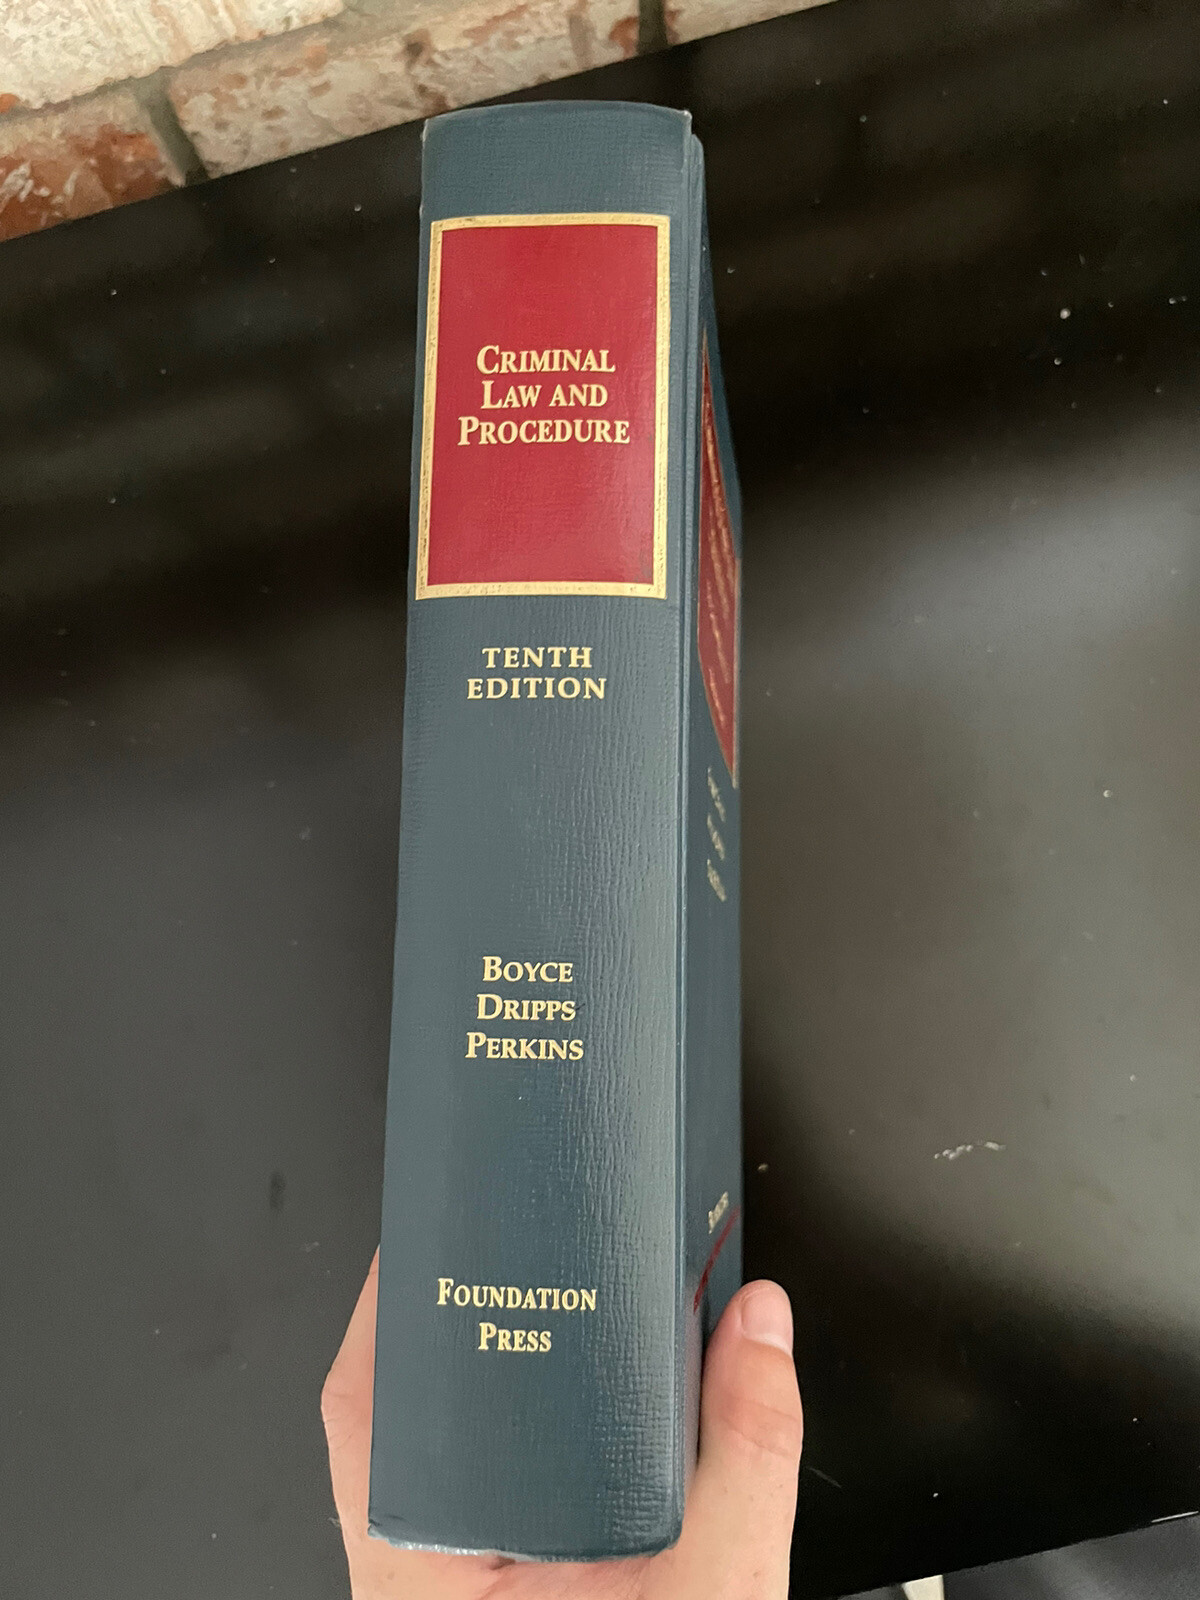 CRIMINAL
LAW AND
PROCEDURE
TENTH
EDITION
BOYCE
DRIPPS
PERKINS
FOUNDATION
PRESS